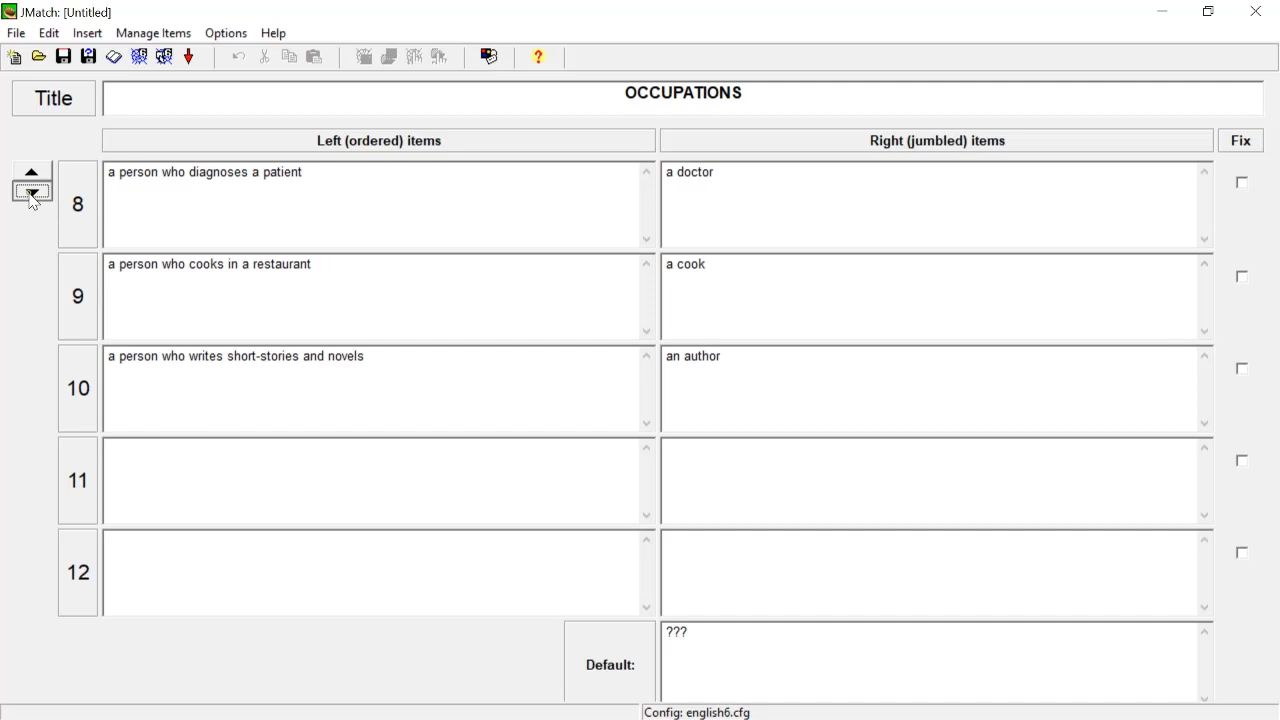 JMatch: [Untitled]
File Edit Insert Manage Items Options Help
Title
OCCUPATIONS
Left (ordered) items
Right (jumbled) items
Fix
8
a person who diagnoses a patient
a doctor
9
a person who cooks in a restaurant
a cook
10
a person who writes short-stories and novels
an author
11
12
Default:
???
Config: english6.cfg